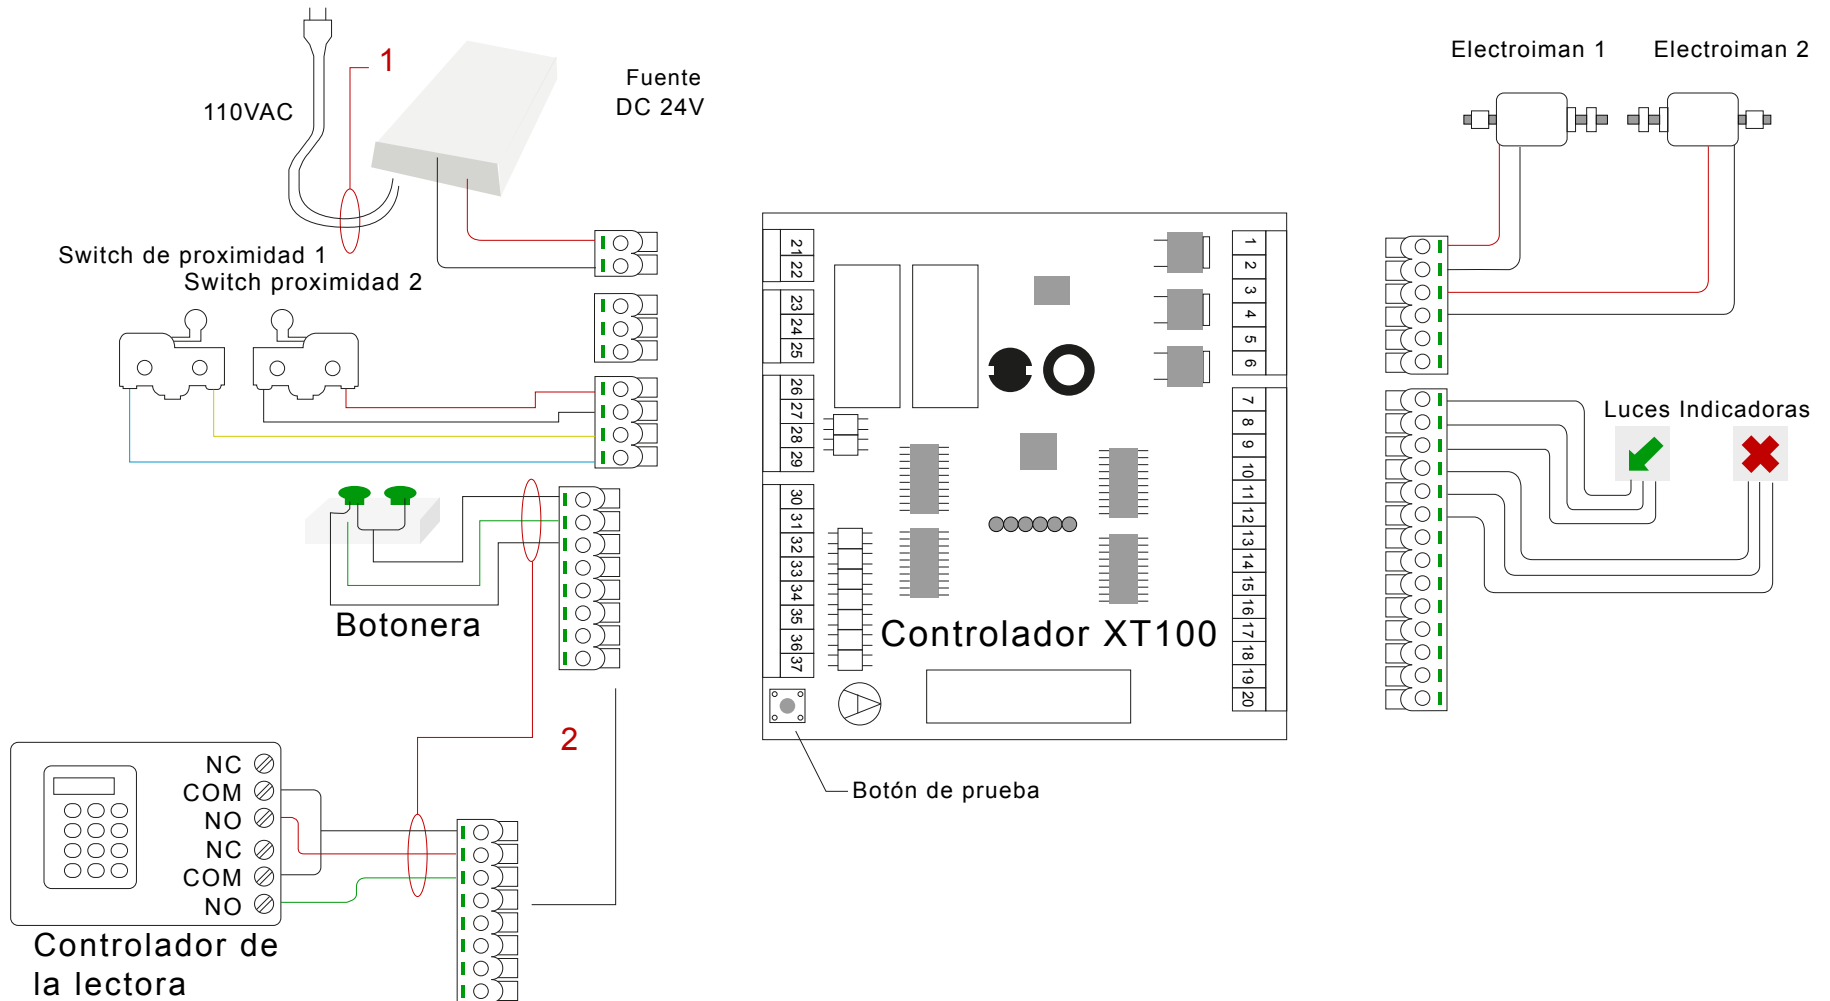 1
110VAC
Fuente
DC 24V
Electroiman 1
Electroiman 2
Switch de proximidad 1
Switch proximidad 2
21
22
23
24
25
26
27
28
29
30
31
32
33
34
35
36
37
1
2
3
4
5
6
7
8
9
10
11
12
13
14
15
16
17
18
19
20
Luces Indicadoras
Botonera
Controlador XT100
A
Botón de prueba
2
NC
COM
NO
NC
COM
NO
Controlador de
la lectora